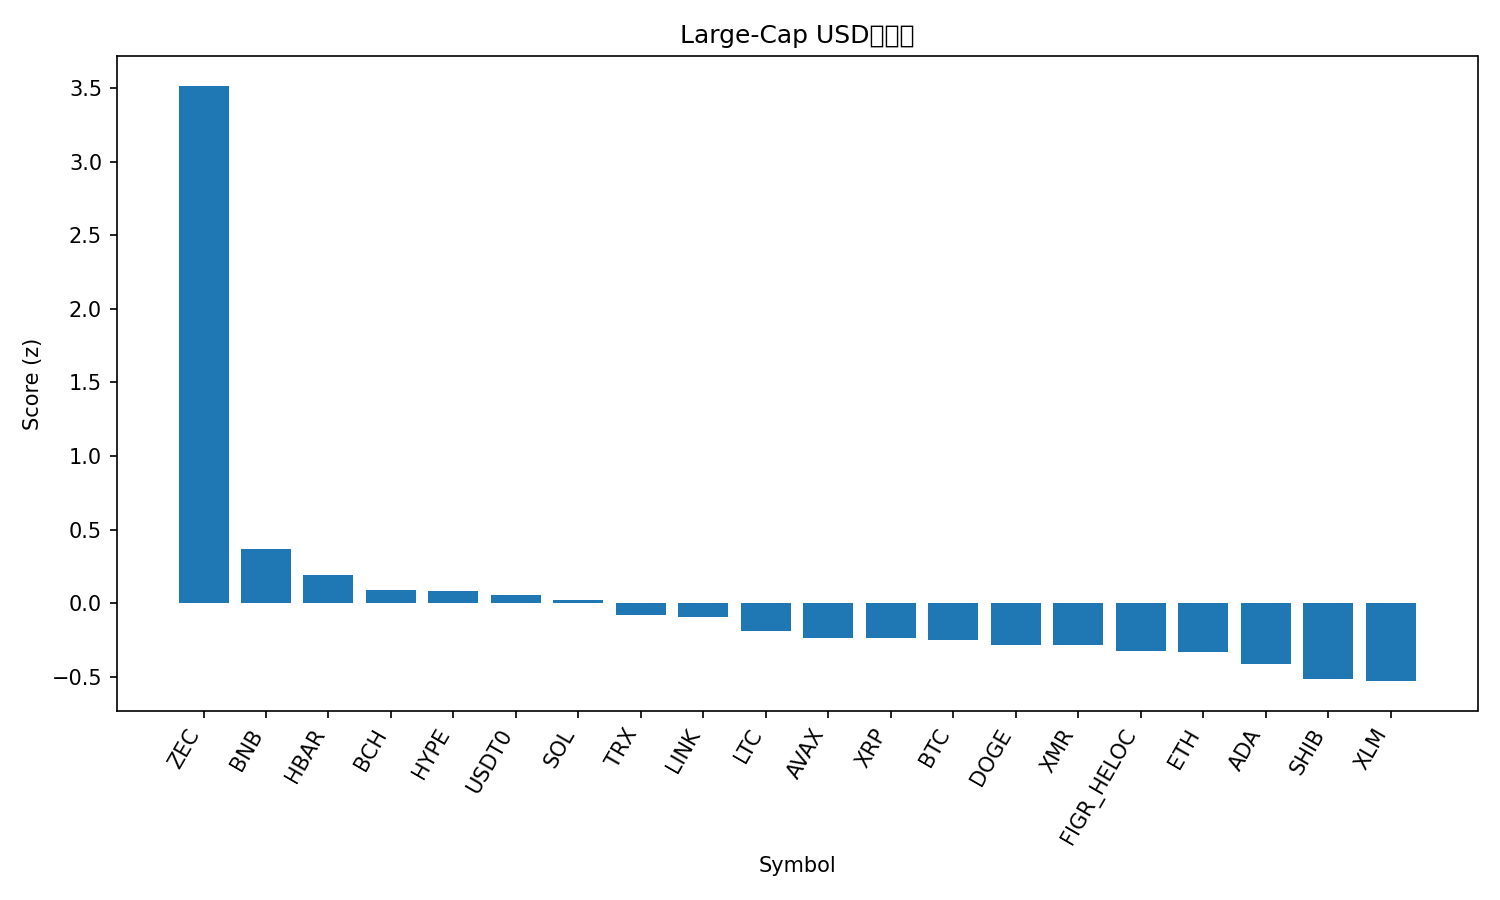 Large-Cap USD
3.5
3.0
2.5
2.0
1.5
1.0
0.5
0.0
−0.5
Score (z)
ZEC
BNB
HBAR
BCH
HYPE
USDT0
SOL
TRX
LINK
LTC
AVAX
XRP
BTC
DOGE
XMR
FIGR_HELOC
ETH
ADA
SHIB
XLM
Symbol